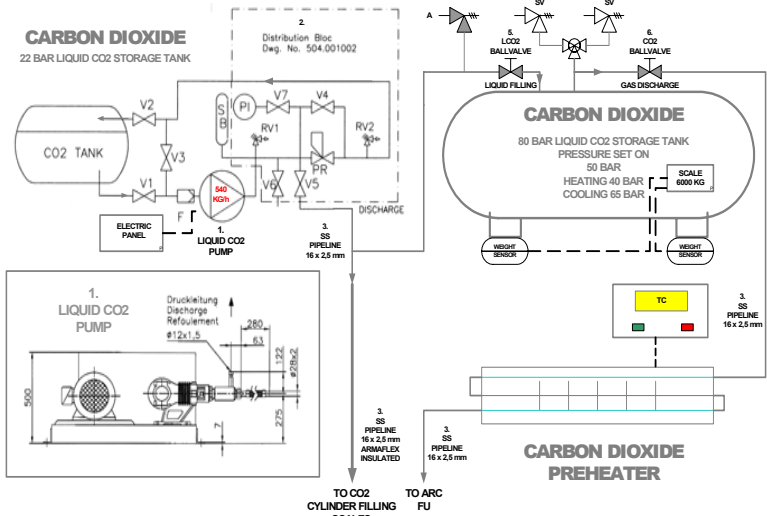 CARBON DIOXIDE
22 BAR LIQUID CO2 STORAGE TANK
2.
Distribution Bloc
Dwg. No. 504.001002
V2
V7
V4
S
B
PI
RV1
RV2
CO2 TANK
V3
PR
V1
F
540
KG/h
V6
V5
DISCHARGE
ELECTRIC
PANEL
1.
LIQUID CO2
PUMP
3.
SS
PIPELINE
16 x 2,5 mm
A
SV
SV
5.
LCO2
BALLVALVE
6.
CO2
BALLVALVE
LIQUID FILLING
GAS DISCHARGE
CARBON DIOXIDE
80 BAR LIQUID CO2 STORAGE TANK
PRESSURE SET ON
50 BAR
HEATING 40 BAR
COOLING 65 BAR
SCALE
6000 KG
WEIGHT
SENSOR
WEIGHT
SENSOR
1.
LIQUID CO2
PUMP
Druckleitung
Discharge
Refoulement
Ø12x1,5
280
63
122
Ø28x2
500
275
7
TC
3.
SS
PIPELINE
16 x 2,5 mm
3.
SS
PIPELINE
16 x 2,5 mm
ARMAFLEX
INSULATED
3.
SS
PIPELINE
16 x 2,5 mm
CARBON DIOXIDE
PREHEATER
TO CO2
CYLINDER FILLING
TO ARC
FU